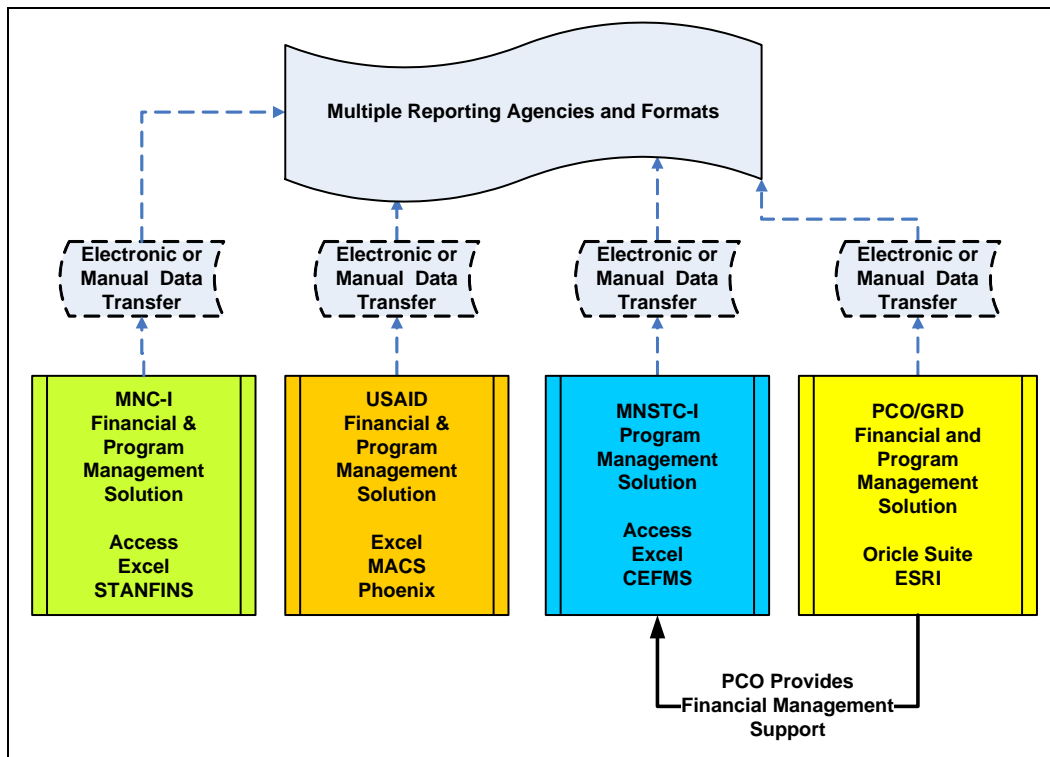 Multiple Reporting Agencies and Formats
Electronic or
Manual Data
Transfer
Electronic or
Manual Data
Transfer
Electronic or
Manual Data
Transfer
Electronic or
Manual Data
Transfer
MNC-I
Financial &
Program
Management
Solution
Access
Excel
STANFINS
USAID
Financial &
Program
Management
Solution
Excel
MACS
Phoenix
MNSTC-I
Program
Management
Solution
Access
Excel
CEFMS
PCO/GRD
Financial and
Program
Management
Solution
Oricle Suite
ESRI
PCO Provides
Financial Management
Support